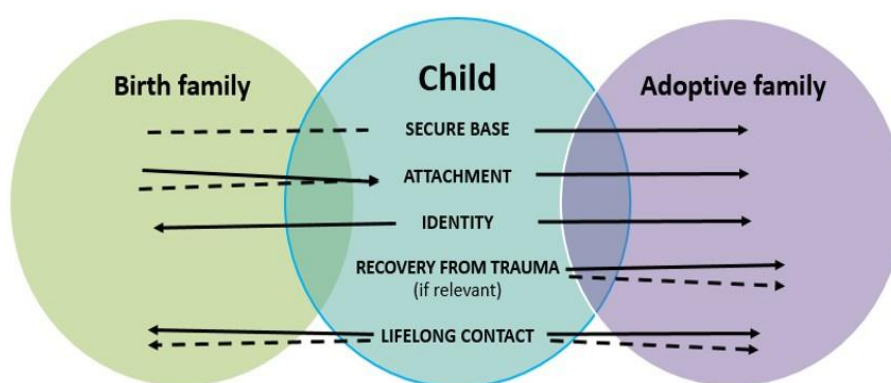 Birth family
Child
Adoptive family
SECURE BASE
ATTACHMENT
IDENTITY
RECOVERY FROM TRAUMA
(if relevant)
LIFELONG CONTACT